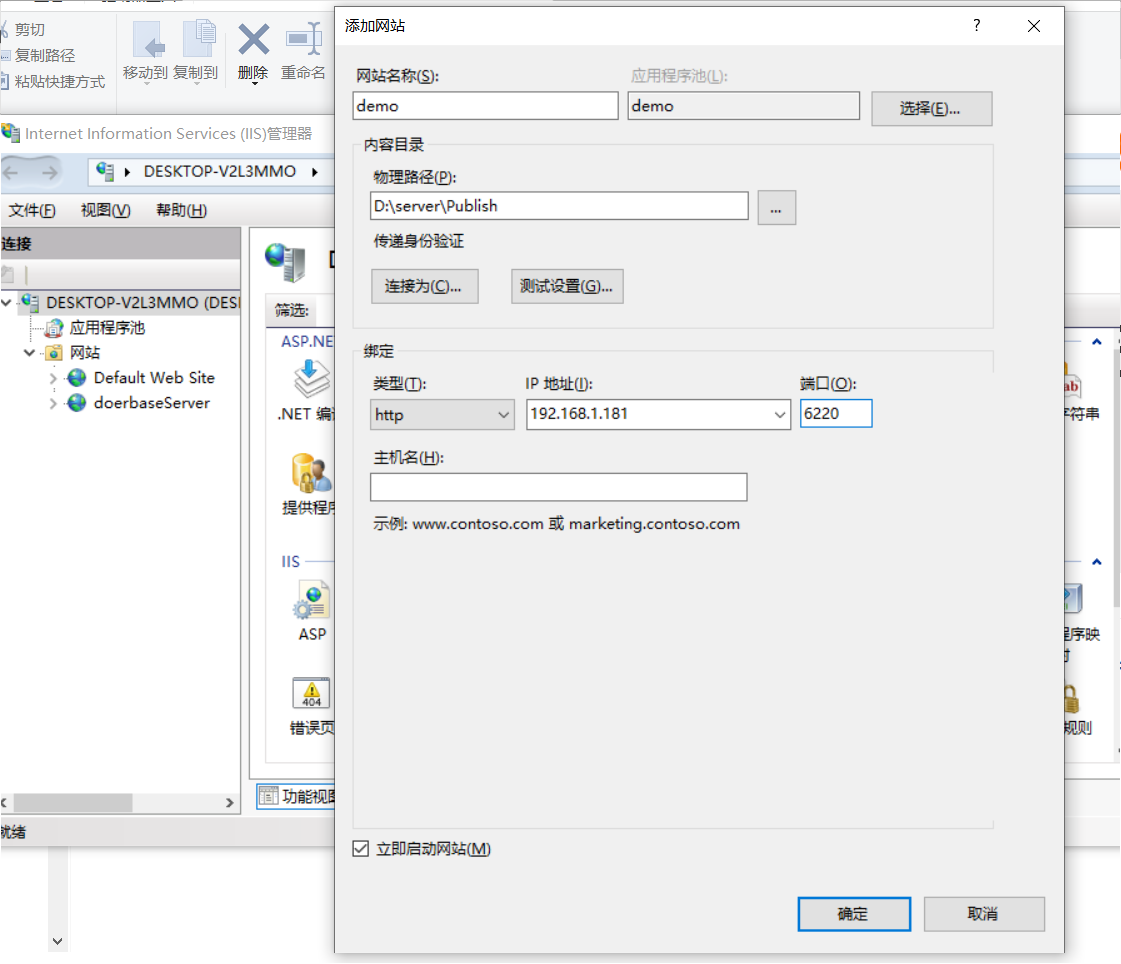 剪切
复制路径
粘贴快捷方式
移动到 复制到 删除 重命名
Internet Information Services (IIS)管理器
DESKTOP-V2L3MMO
文件(F) 视图(V) 帮助(H)
连接
DESKTOP-V2L3MMO (DESI
应用程序池
网站
Default Web Site
doerbaseServer
就绪
筛选:
ASP.NE
.NET 编
提供程序
IIS
ASP
404
错误页
功能视图
添加网站
?
网站名称(S):
应用程序池(L):
demo
demo
选择(E)...
内容目录
物理路径(P):
D:\server\Publish
...
传递身份验证
连接为(C)...
测试设置(G)...
绑定
类型(T):
IP 地址(I):
端口(O):
http
192.168.1.181
6220
主机名(H):
示例: www.contoso.com 或 marketing.contoso.com
立即启动网站(M)
确定
取消
ab
字符串
程序映
射
规则